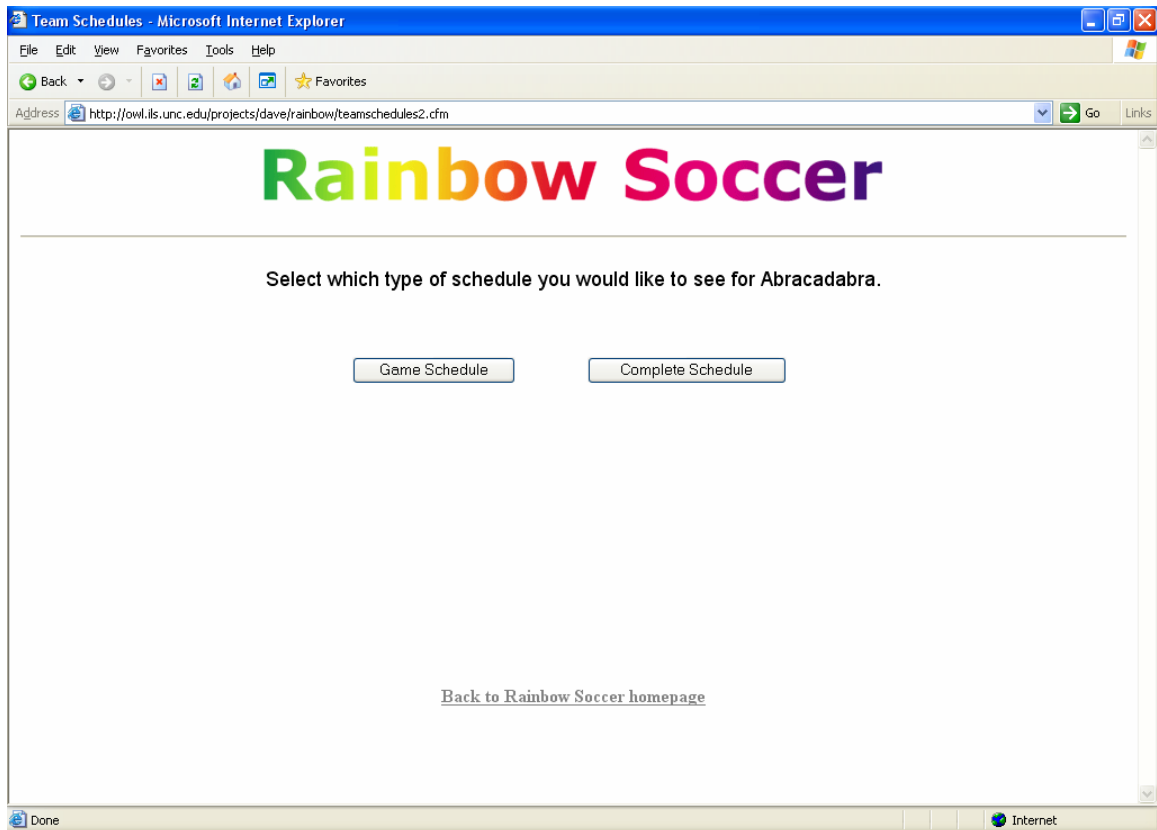 Team Schedules - Microsoft Internet Explorer
File Edit View Favorites Tools Help
Back Favorites
Address http://owl.ils.unc.edu/projects/dave/rainbow/teamschedules2.cfm Go Links
Rainbow Soccer
Select which type of schedule you would like to see for Abracadabra.
Game Schedule Complete Schedule
Back to Rainbow Soccer homepage
Done Internet